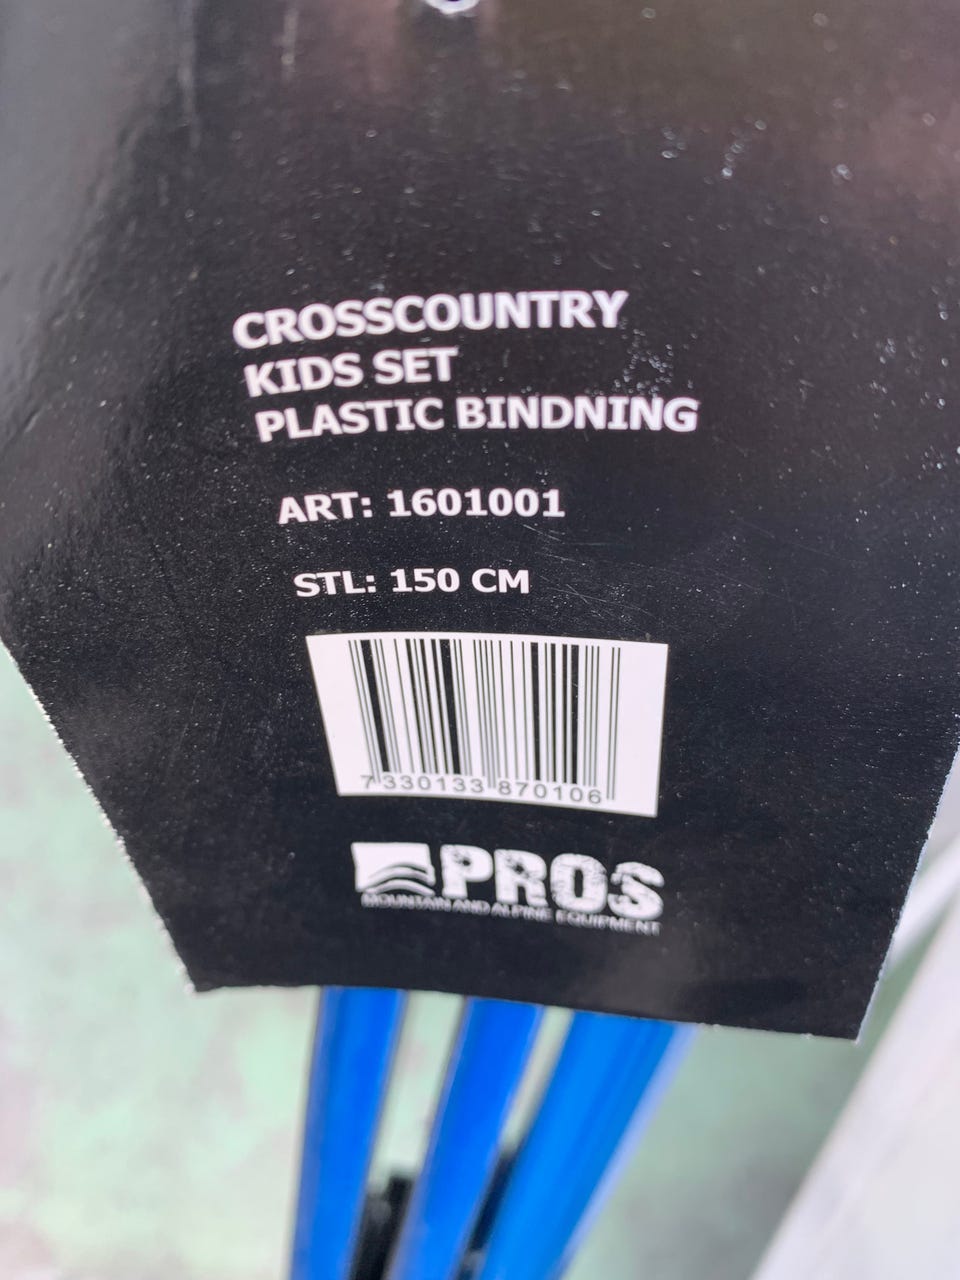 CROSSCOUNTRY
KIDS SET
PLASTIC BINDNING
ART: 1601001
STL: 150 CM
7 330133 870106
PROS
MOUNTAIN AND ALPINE EQUIPMENT